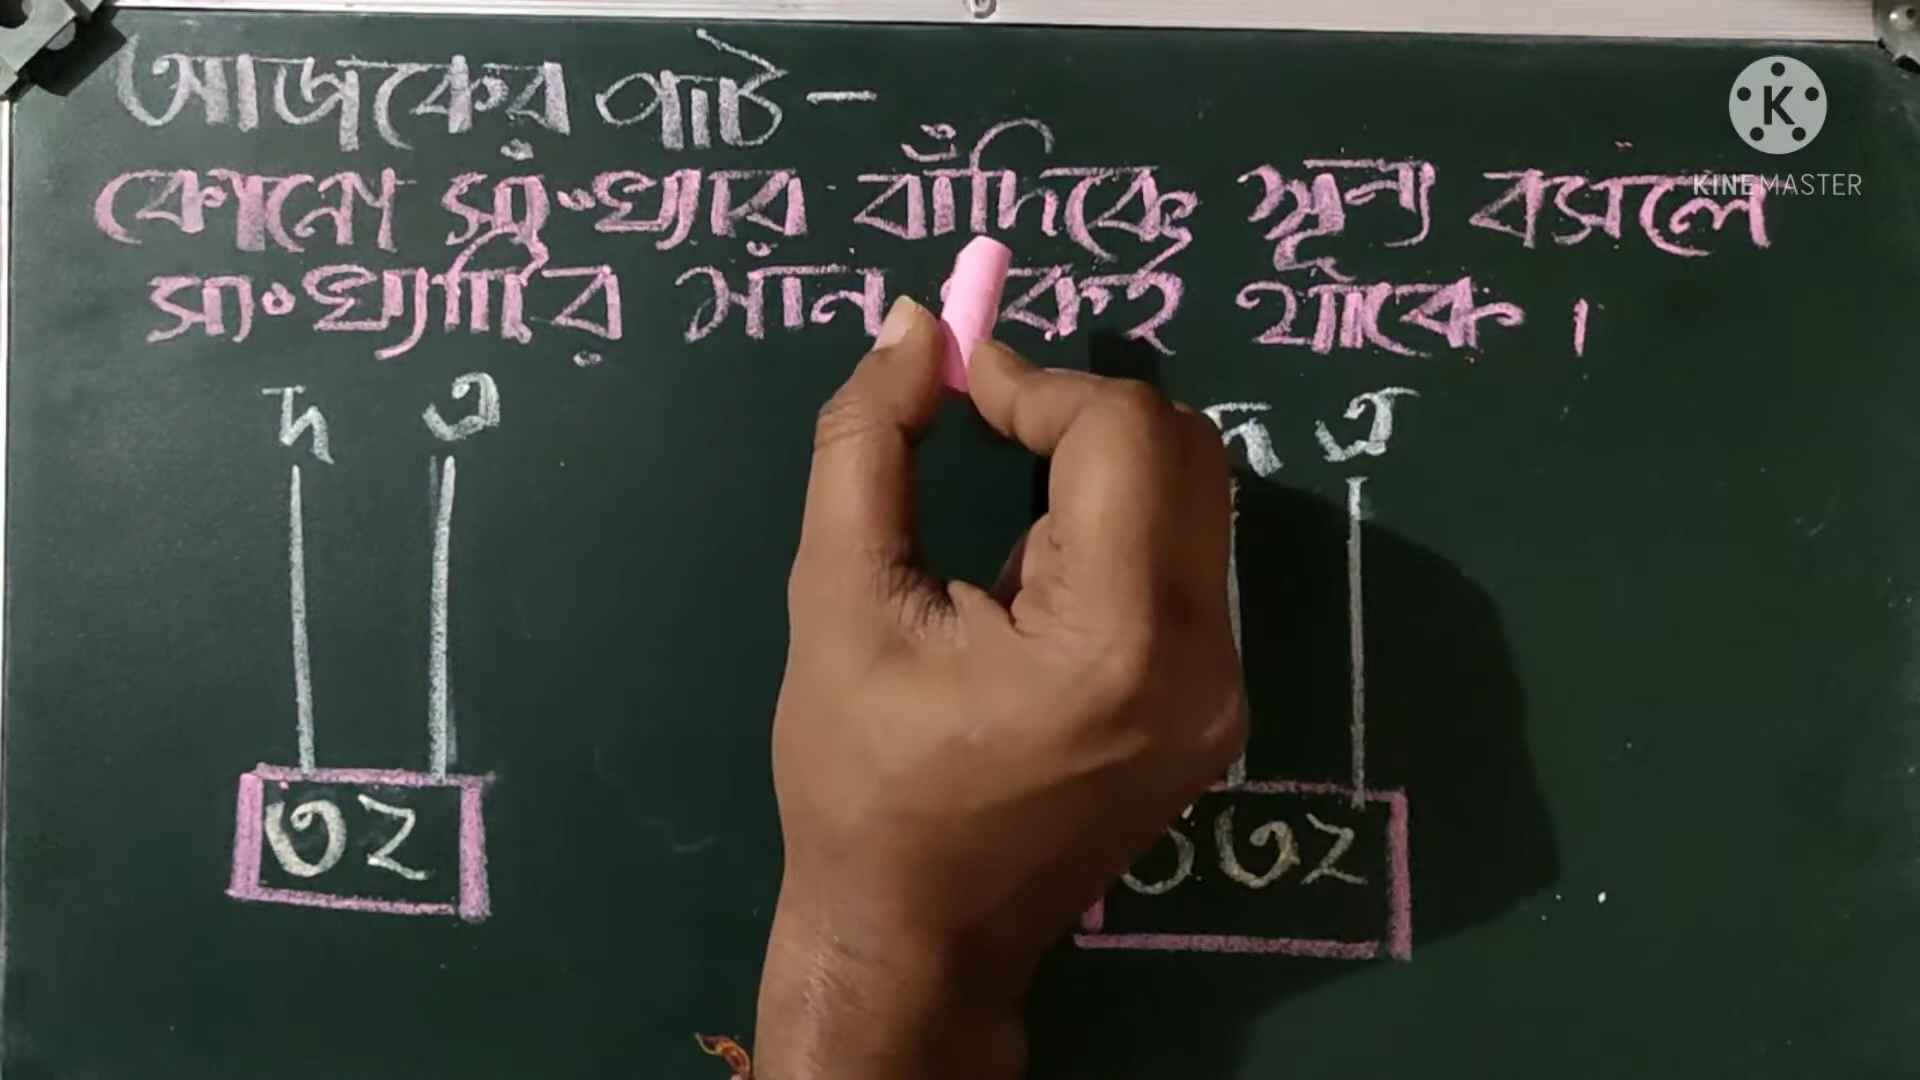 আজকের পাঠ –
কোনো সংখ্যার বাঁদিকে শূন্য বসলে
সংখ্যাটির মান একই থাকে ।
দ এ
দ এ
৩২
০৩২
KINEMASTER